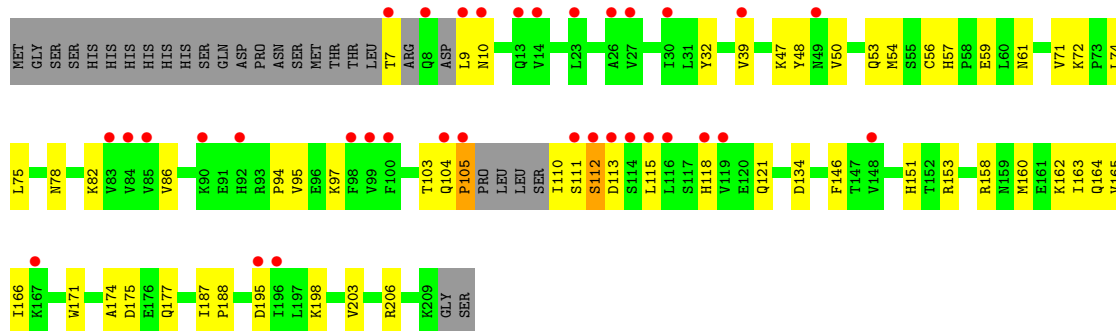 MET GLY SER SER HIS HIS HIS HIS HIS HIS SER GLN ASP PRO ASN SER MET THR THR LEU T7 ARG Q8 ASP L9 N10 Q13 V14 L23 A26 V27 I30 L31 Y32 V39 K47 Y48 N49 V50 Q53 M54 S55 C56 H57 P58 E59 L60 N61 V71 K72 P73 L74
L75 N78 K82 V83 V84 V85 V86 K90 E91 H92 R93 P94 V95 E96 K97 F98 V99 F100 T103 Q104 P105 PRO LEU LEU SER I110 S111 S112 D113 S114 L115 L116 S117 H118 V119 E120 Q121 D134 F146 T147 V148 H151 T152 R153 R158 N159 M160 E161 K162 I163 Q164 V165
I166 K167 W171 A174 D175 E176 Q177 I187 P188 D195 I196 L197 K198 V203 R206 K209 GLY SER